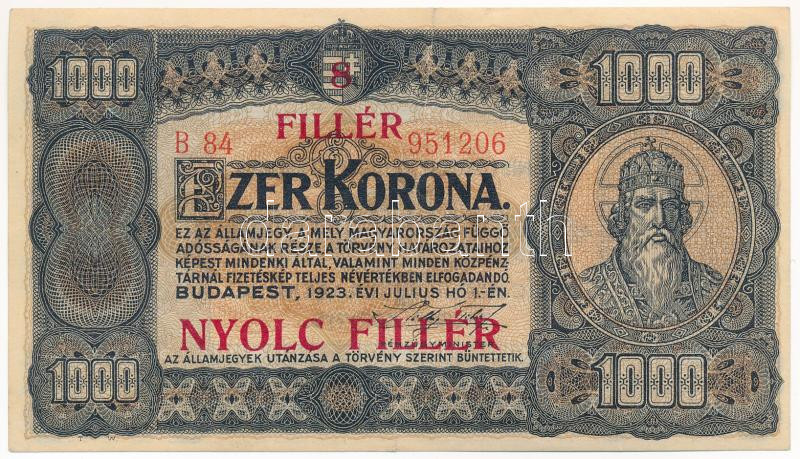 1000 1000
8
FILLÉR
B 84 951206
EZER KORONA.
EZ AZ ÁLLAMJEGY, A MELY MAGYARORSZÁG FÜGGŐ
ADÓSSÁGÁNAK RÉSZE, A TÖRVÉNY HATÁROZATAIHOZ
KÉPEST MINDENKI ÁLTAL, VALAMINT MINDEN KÖZPÉNZ
TÁRNÁL FIZETÉSKÉP TELJES NÉVÉRTÉKBEN ELFOGADANDÓ
BUDAPEST, 1923. ÉVI JULIUS HÓ 1.-ÉN.
NYOLC FILLÉR
PÉNZÜGYMINISTER
AZ ÁLLAMJEGYEK UTÁNZÁSA A TÖRVÉNY SZERINT BÜNTETTETIK.
1000 1000